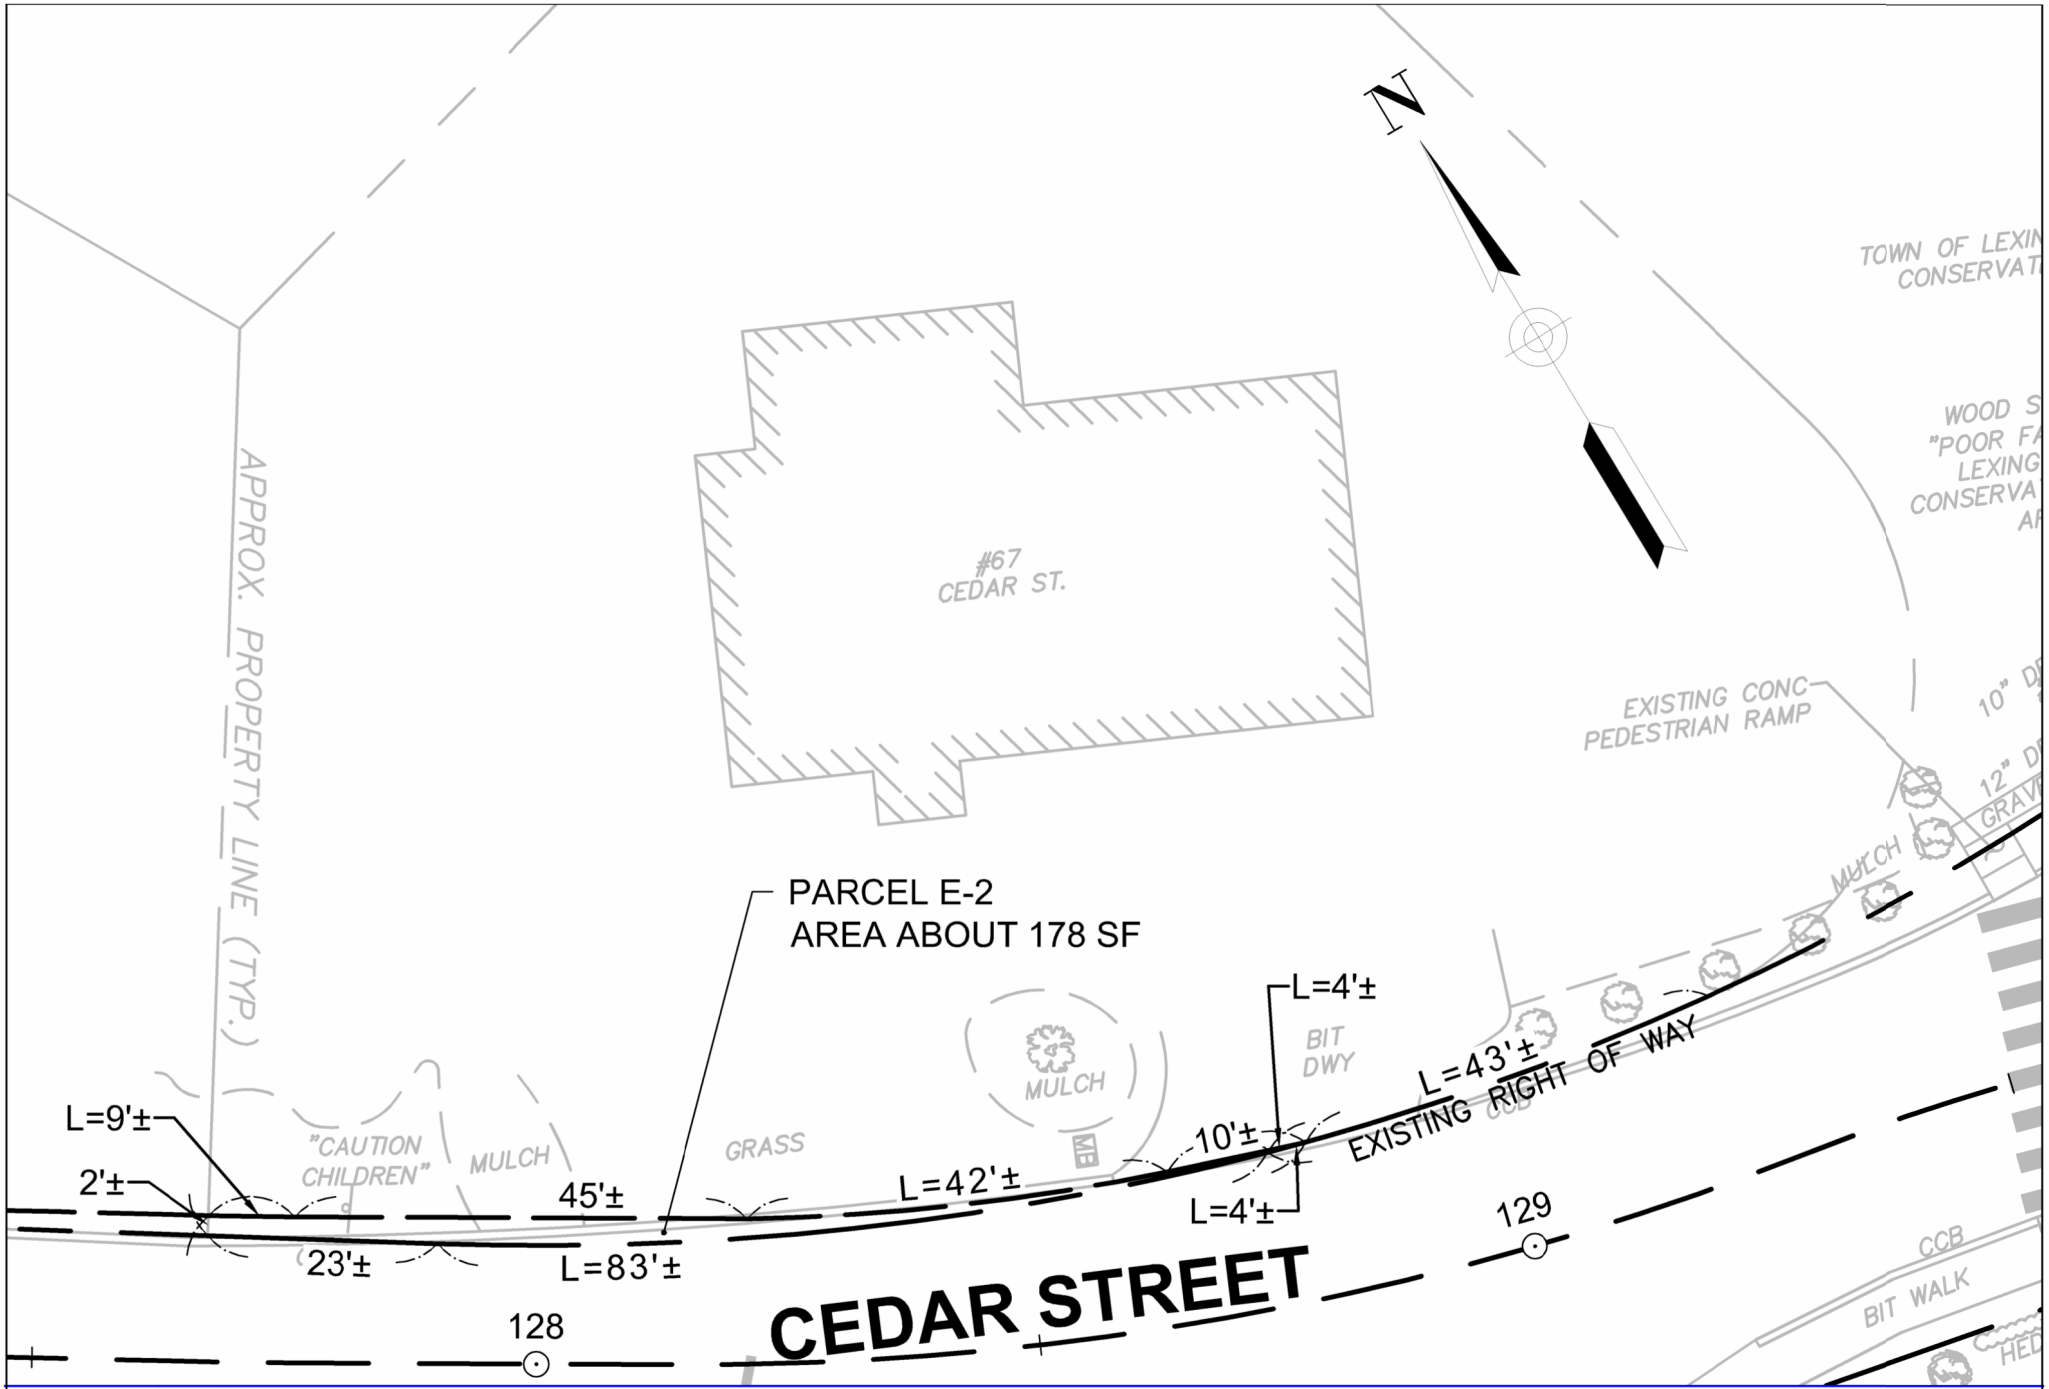 N
TOWN OF LEXIN
CONSERVAT
WOOD S
"POOR FA
LEXING
CONSERVA
#67
CEDAR ST.
APPROX. PROPERTY LINE (TYP.)
EXISTING CONC
PEDESTRIAN RAMP
10" D
12" D
GRAV
MULCH
PARCEL E-2
AREA ABOUT 178 SF
L=4'±
BIT
DWY
MULCH
L=43'±
EXISTING RIGHT OF WAY
CCB
L=9'±
"CAUTION
CHILDREN"
MULCH
GRASS
MB
10'±
2'±
45'±
L=42'±
L=4'±
23'±
L=83'±
129
CEDAR STREET
128
CCB
BIT WALK
HED